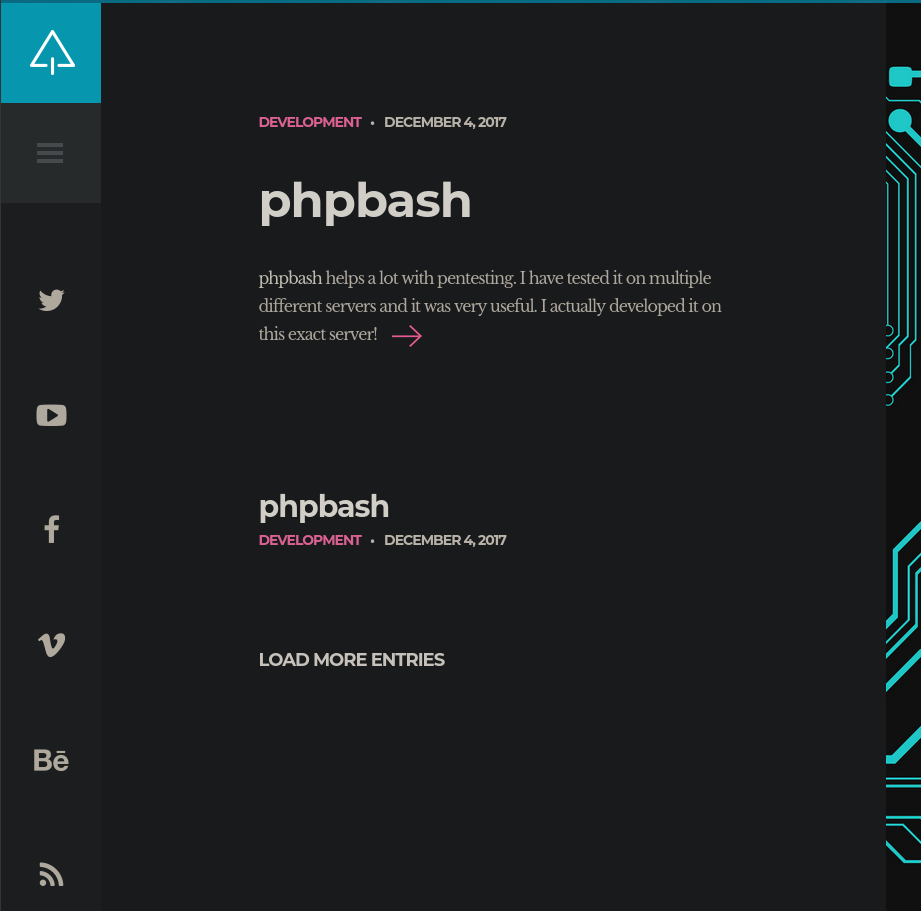 DEVELOPMENT • DECEMBER 4, 2017
phpbash
phpbash helps a lot with pentesting. I have tested it on multiple
different servers and it was very useful. I actually developed it on
this exact server!
phpbash
DEVELOPMENT • DECEMBER 4, 2017
LOAD MORE ENTRIES
Bē